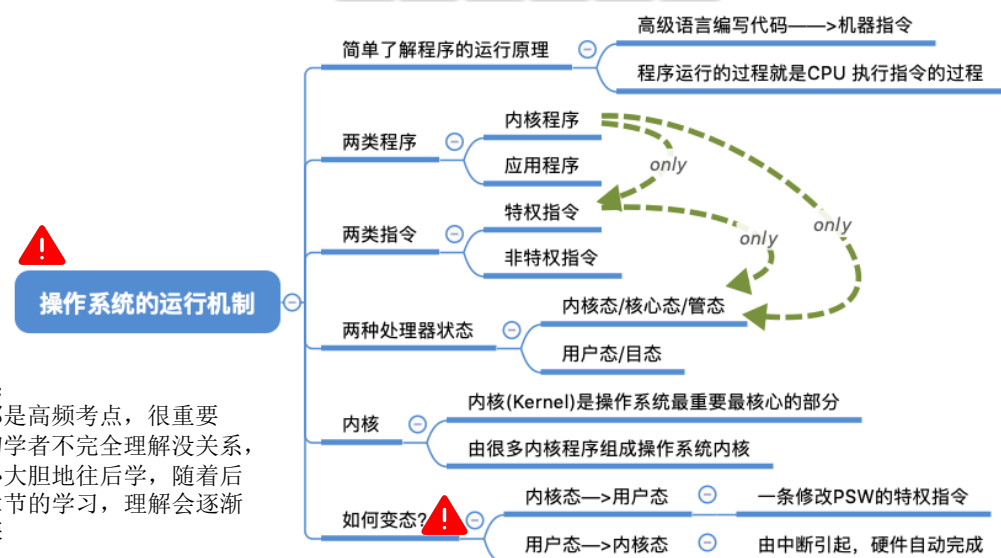 高级语言编写代码——>机器指令
简单了解程序的运行原理
程序运行的过程就是CPU 执行指令的过程
内核程序
两类程序
only
应用程序
特权指令
两类指令
only
only
非特权指令
操作系统的运行机制
内核态/核心态/管态
两种处理器状态
用户态/目态
是高频考点，很重要
学者不完全理解没关系，
大胆地往后学，随着后
节的学习，理解会逐渐
内核(Kernel)是操作系统最重要最核心的部分
内核
由很多内核程序组成操作系统内核
内核态—>用户态
一条修改PSW的特权指令
如何变态?
用户态—>内核态
由中断引起，硬件自动完成